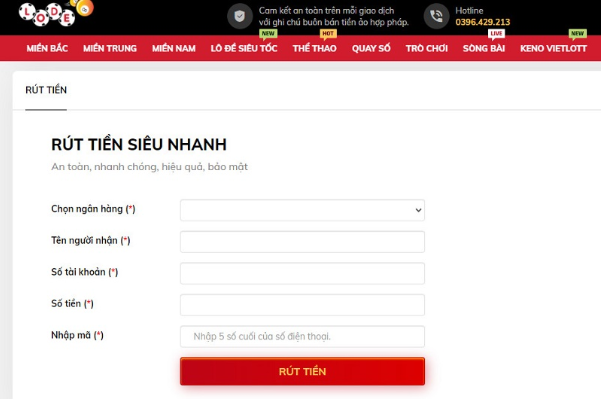 LODE
Cam kết an toàn trên mỗi giao dịch
với ghi chú buôn bán tiền ảo hợp pháp.
Hotline
0396.429.213
NEW HOT LIVE NEW
MIỀN BẮC MIỀN TRUNG MIỀN NAM LÔ ĐỀ SIÊU TỐC THỂ THAO QUAY SỐ TRÒ CHƠI SÒNG BÀI KENO VIETLOTT
RÚT TIỀN
RÚT TIỀN SIÊU NHANH
An toàn, nhanh chóng, hiệu quả, bảo mật
Chọn ngân hàng (*)
Tên người nhận (*)
Số tài khoản (*)
Số tiền (*)
Nhập mã (*) Nhập 5 số cuối của số điện thoại.
RÚT TIỀN